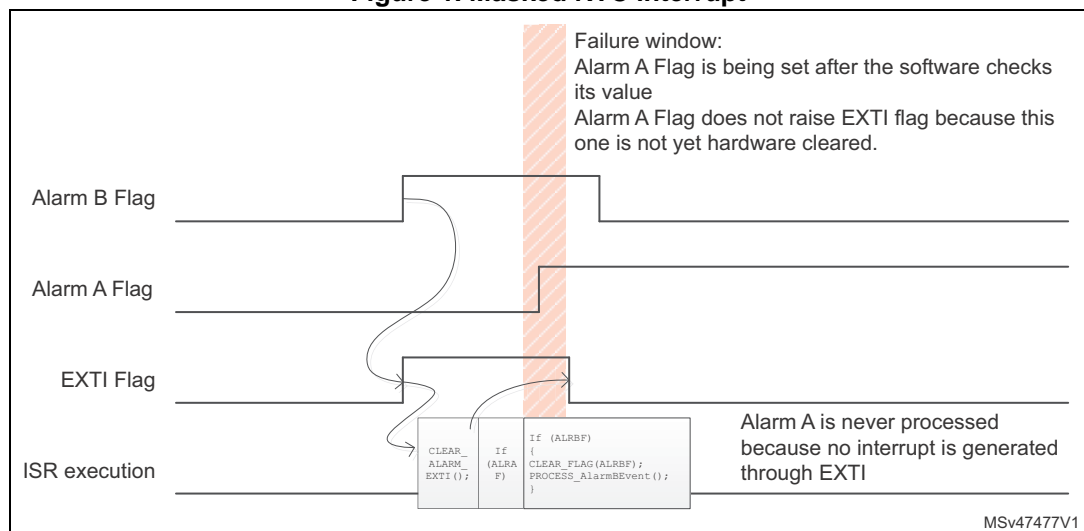 Figure 1. Masked RTC interrupt
Failure window:
Alarm A Flag is being set after the software checks
its value
Alarm A Flag does not raise EXTI flag because this
one is not yet hardware cleared.
Alarm B Flag
Alarm A Flag
EXTI Flag
ISR execution
CLEAR_
ALARM_
EXTI();
If
(ALRA
F)
If (ALRBF)
{
CLEAR_FLAG(ALRBF);
PROCESS_AlarmBEvent();
}
Alarm A is never processed
because no interrupt is generated
through EXTI
MSv47477V1